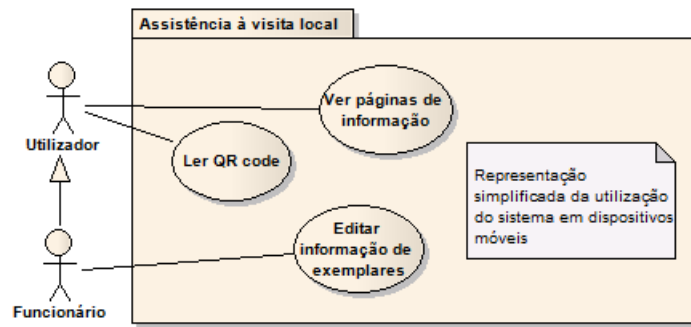 Assistência à visita local
Utilizador
Ver páginas de
informação
Ler QR code
Representação
simplificada da utilização
do sistema em dispositivos
móveis
Editar
informação de
exemplares
Funcionário